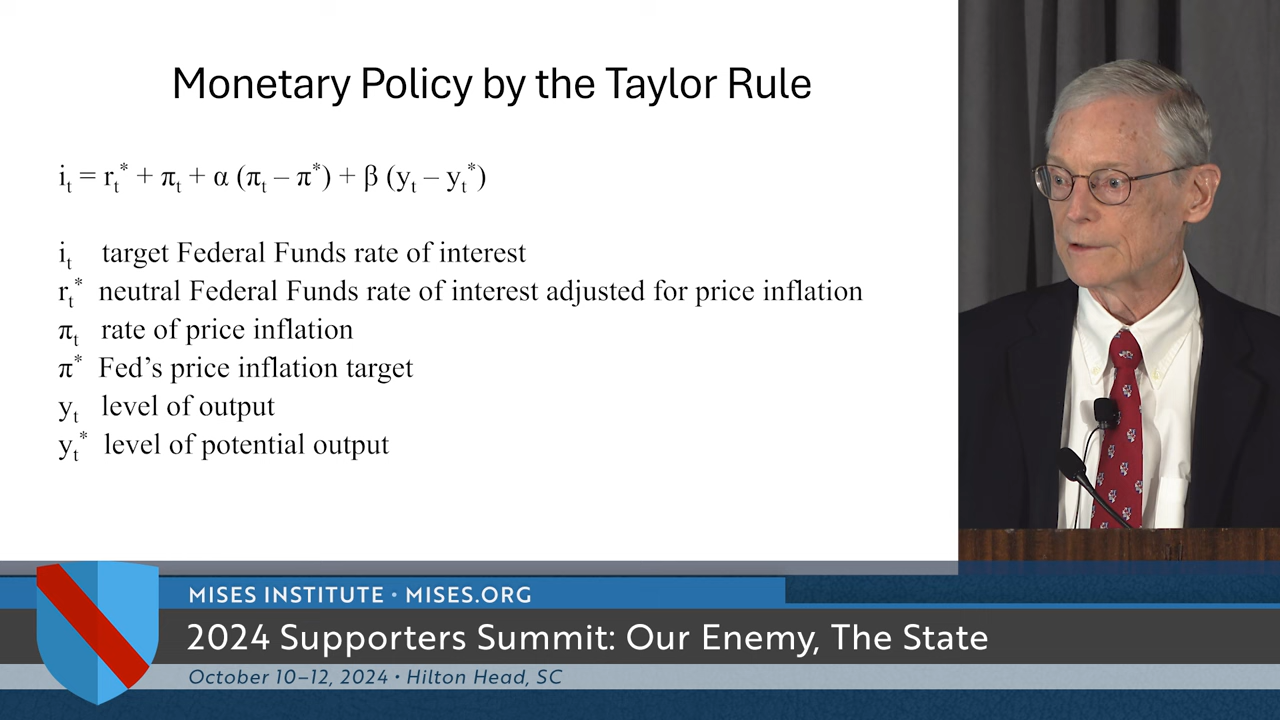 Monetary Policy by the Taylor Rule
iₜ = rₜ* + πₜ + α (πₜ – π*) + β (yₜ – yₜ*)
iₜ target Federal Funds rate of interest
rₜ* neutral Federal Funds rate of interest adjusted for price inflation
πₜ rate of price inflation
π* Fed’s price inflation target
yₜ level of output
yₜ* level of potential output
MISES INSTITUTE • MISES.ORG
2024 Supporters Summit: Our Enemy, The State
October 10–12, 2024 • Hilton Head, SC